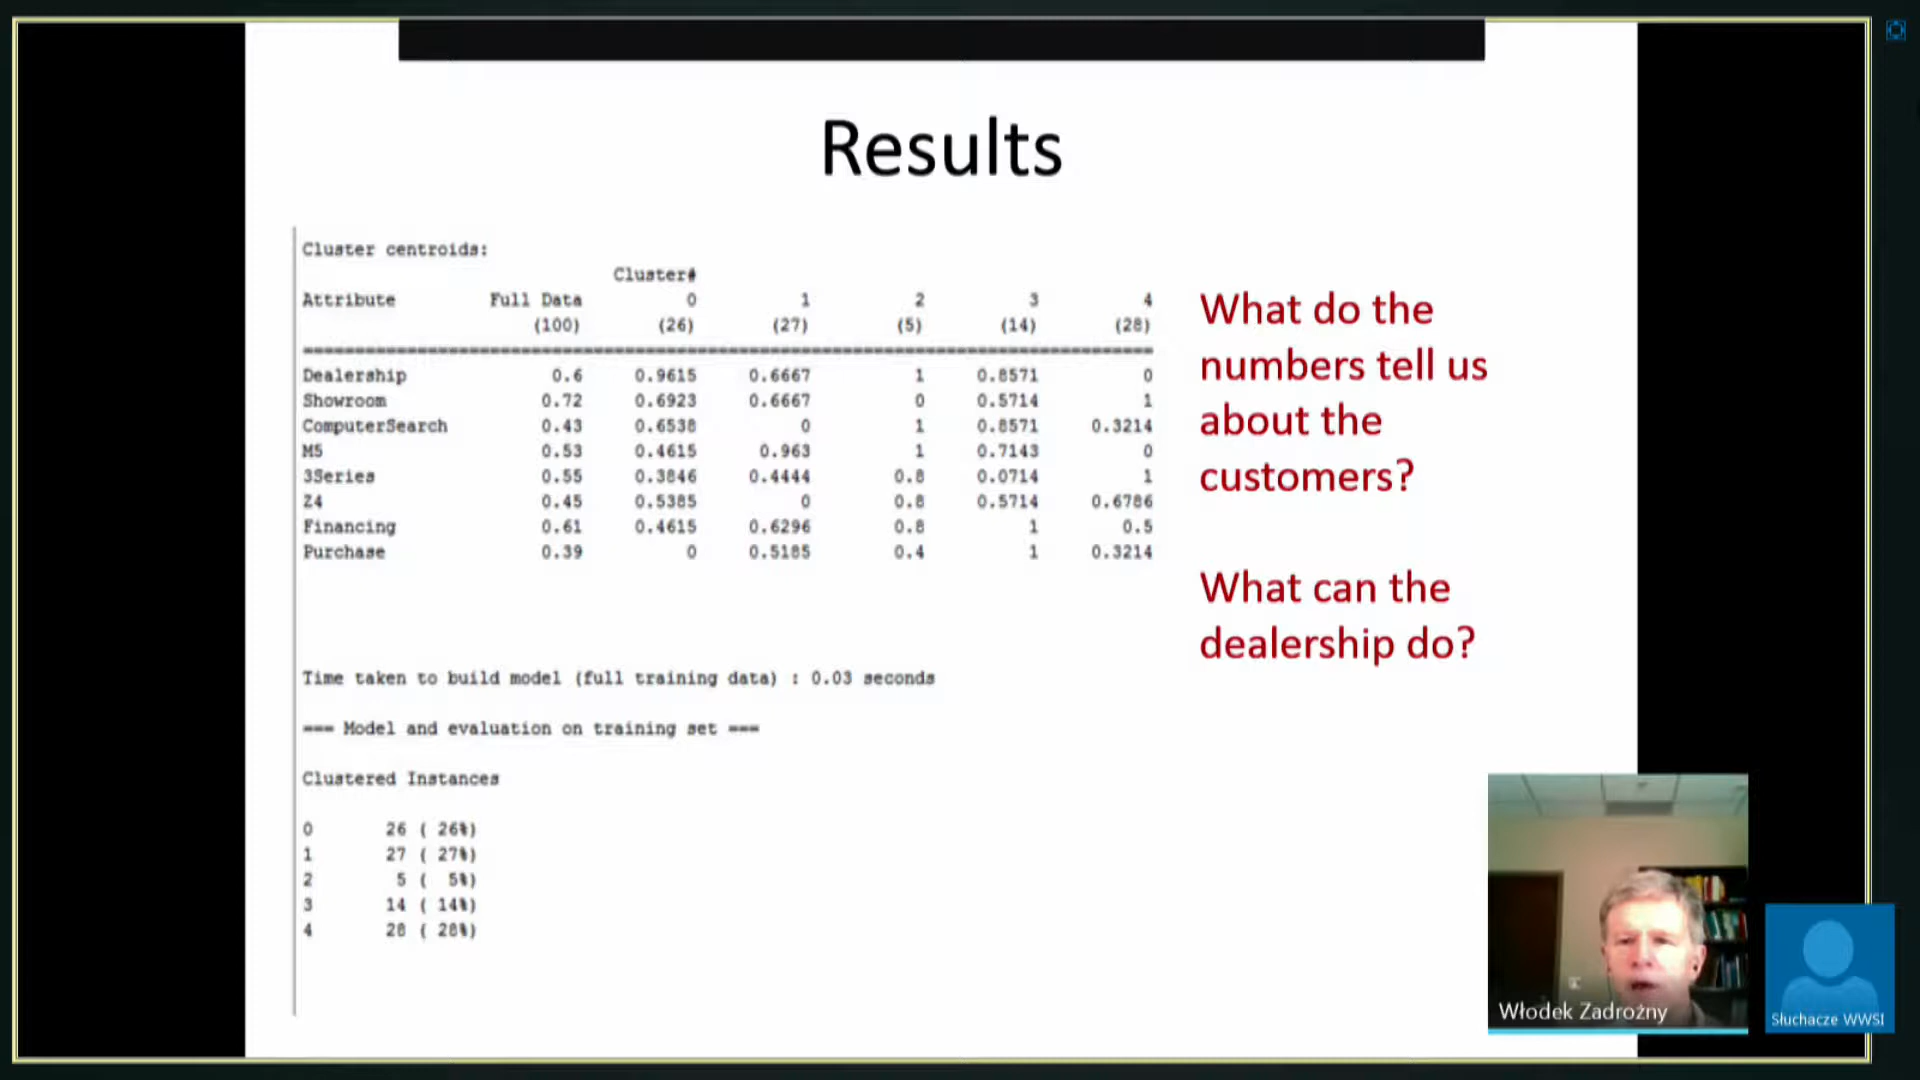 Results
Cluster centroids:
Cluster#
Attribute Full Data 0 1 2 3 4
(100) (26) (27) (5) (14) (28)
Dealership 0.6 0.9615 0.6667 1 0.8571 0
Showroom 0.72 0.6923 0.6667 0 0.5714 1
ComputerSearch 0.43 0.6538 0 1 0.8571 0.3214
M5 0.53 0.4615 0.963 1 0.7143 0
3Series 0.55 0.3846 0.4444 0.8 0.0714 1
Z4 0.45 0.5385 0 0.8 0.5714 0.6786
Financing 0.61 0.4615 0.6296 0.8 1 0.5
Purchase 0.39 0 0.5185 0.4 1 0.3214
Time taken to build model (full training data) : 0.03 seconds
=== Model and evaluation on training set ===
Clustered Instances
0 26 ( 26%)
1 27 ( 27%)
2 5 ( 5%)
3 14 ( 14%)
4 28 ( 28%)
What do the
numbers tell us
about the
customers?
What can the
dealership do?
Włodek Zadrożny
Słuchacze WWSI